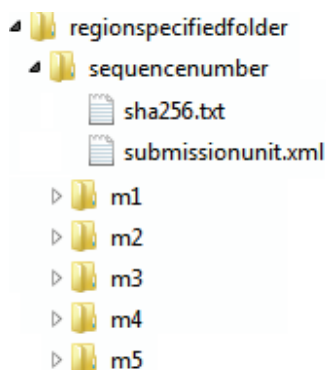 regionspecifiedfolder
sequencenumber
sha256.txt
submissionunit.xml
m1
m2
m3
m4
m5